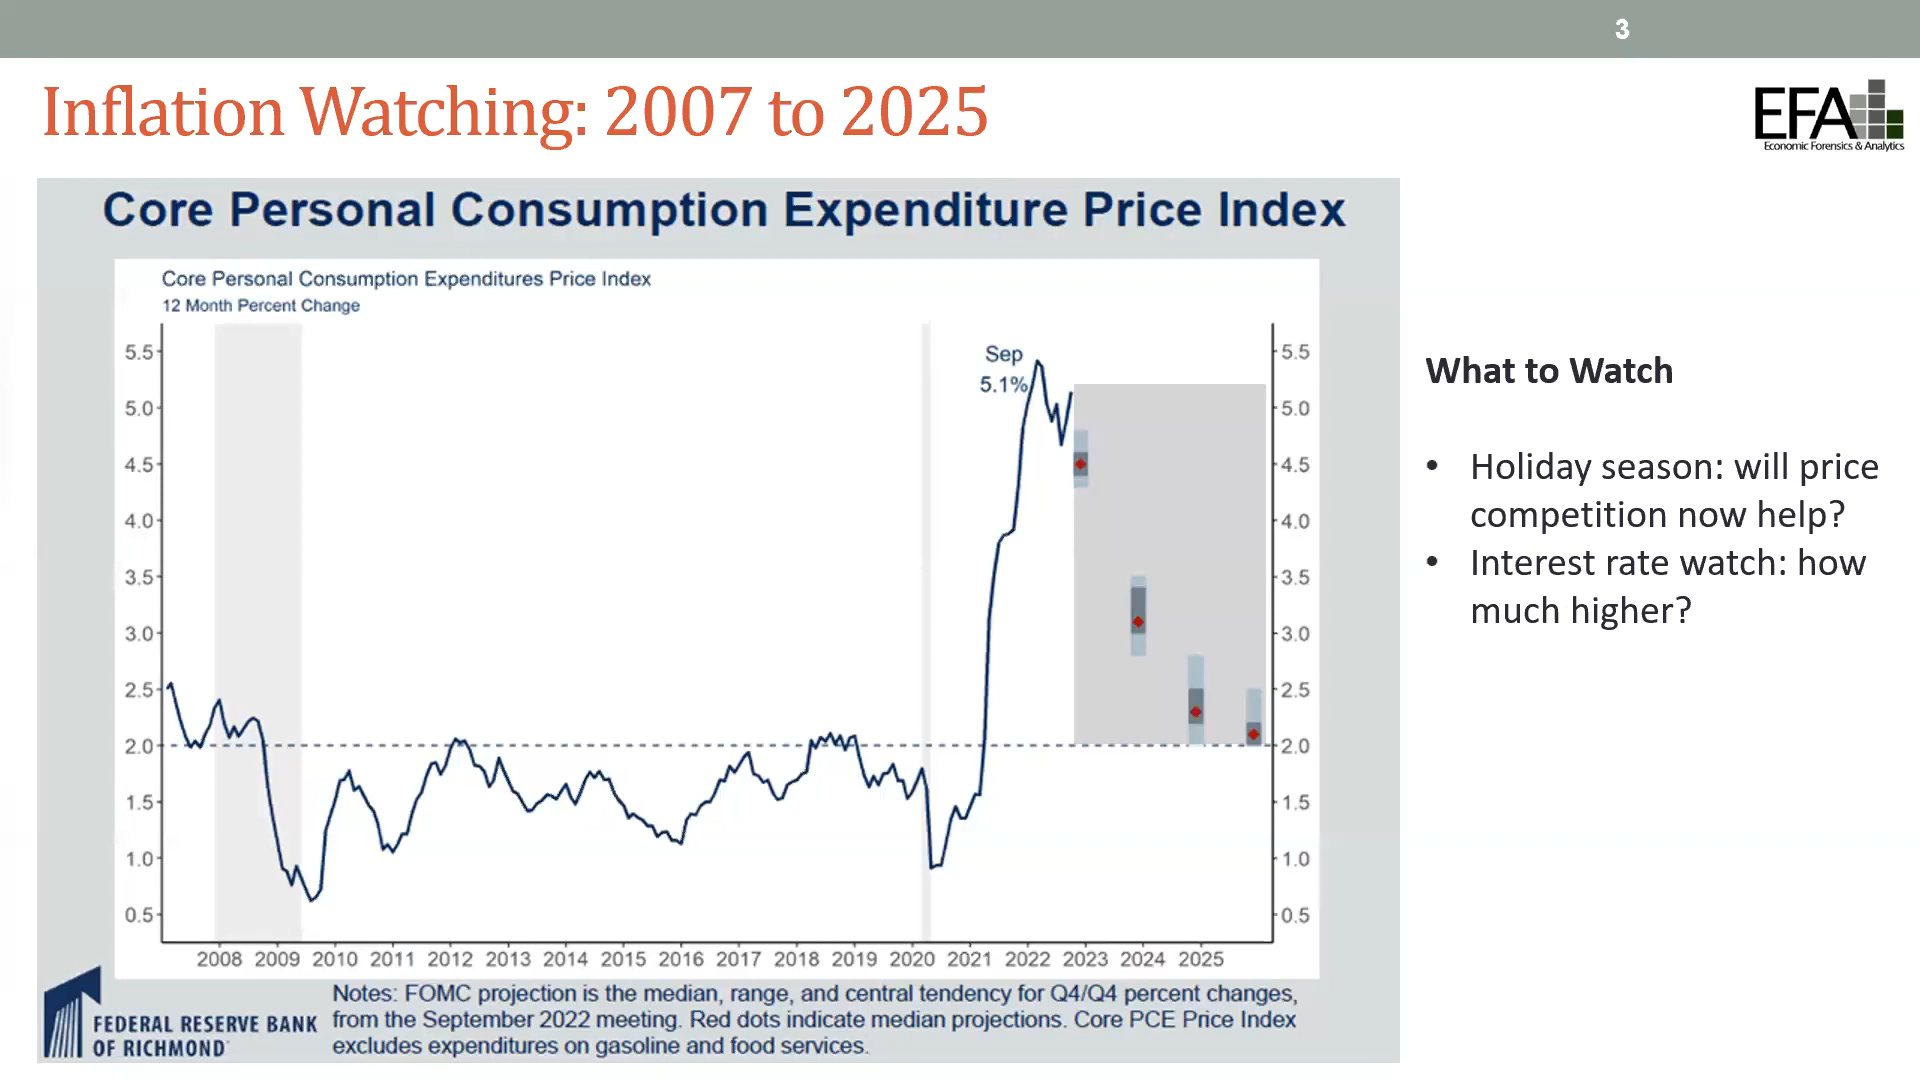 3
Inflation Watching: 2007 to 2025
EFA
Economic Forensics & Analytics
Core Personal Consumption Expenditure Price Index
Core Personal Consumption Expenditures Price Index
12 Month Percent Change
Sep
5.1%
5.5 5.5
5.0 5.0
4.5 4.5
4.0 4.0
3.5 3.5
3.0 3.0
2.5 2.5
2.0 2.0
1.5 1.5
1.0 1.0
0.5 0.5
2008 2009 2010 2011 2012 2013 2014 2015 2016 2017 2018 2019 2020 2021 2022 2023 2024 2025
FEDERAL RESERVE BANK
OF RICHMOND
Notes: FOMC projection is the median, range, and central tendency for Q4/Q4 percent changes,
from the September 2022 meeting. Red dots indicate median projections. Core PCE Price Index
excludes expenditures on gasoline and food services.
What to Watch
• Holiday season: will price
competition now help?
• Interest rate watch: how
much higher?